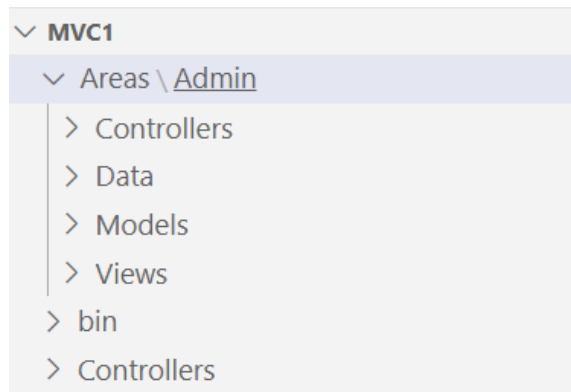 MVC1
Areas \ Admin
Controllers
Data
Models
Views
bin
Controllers